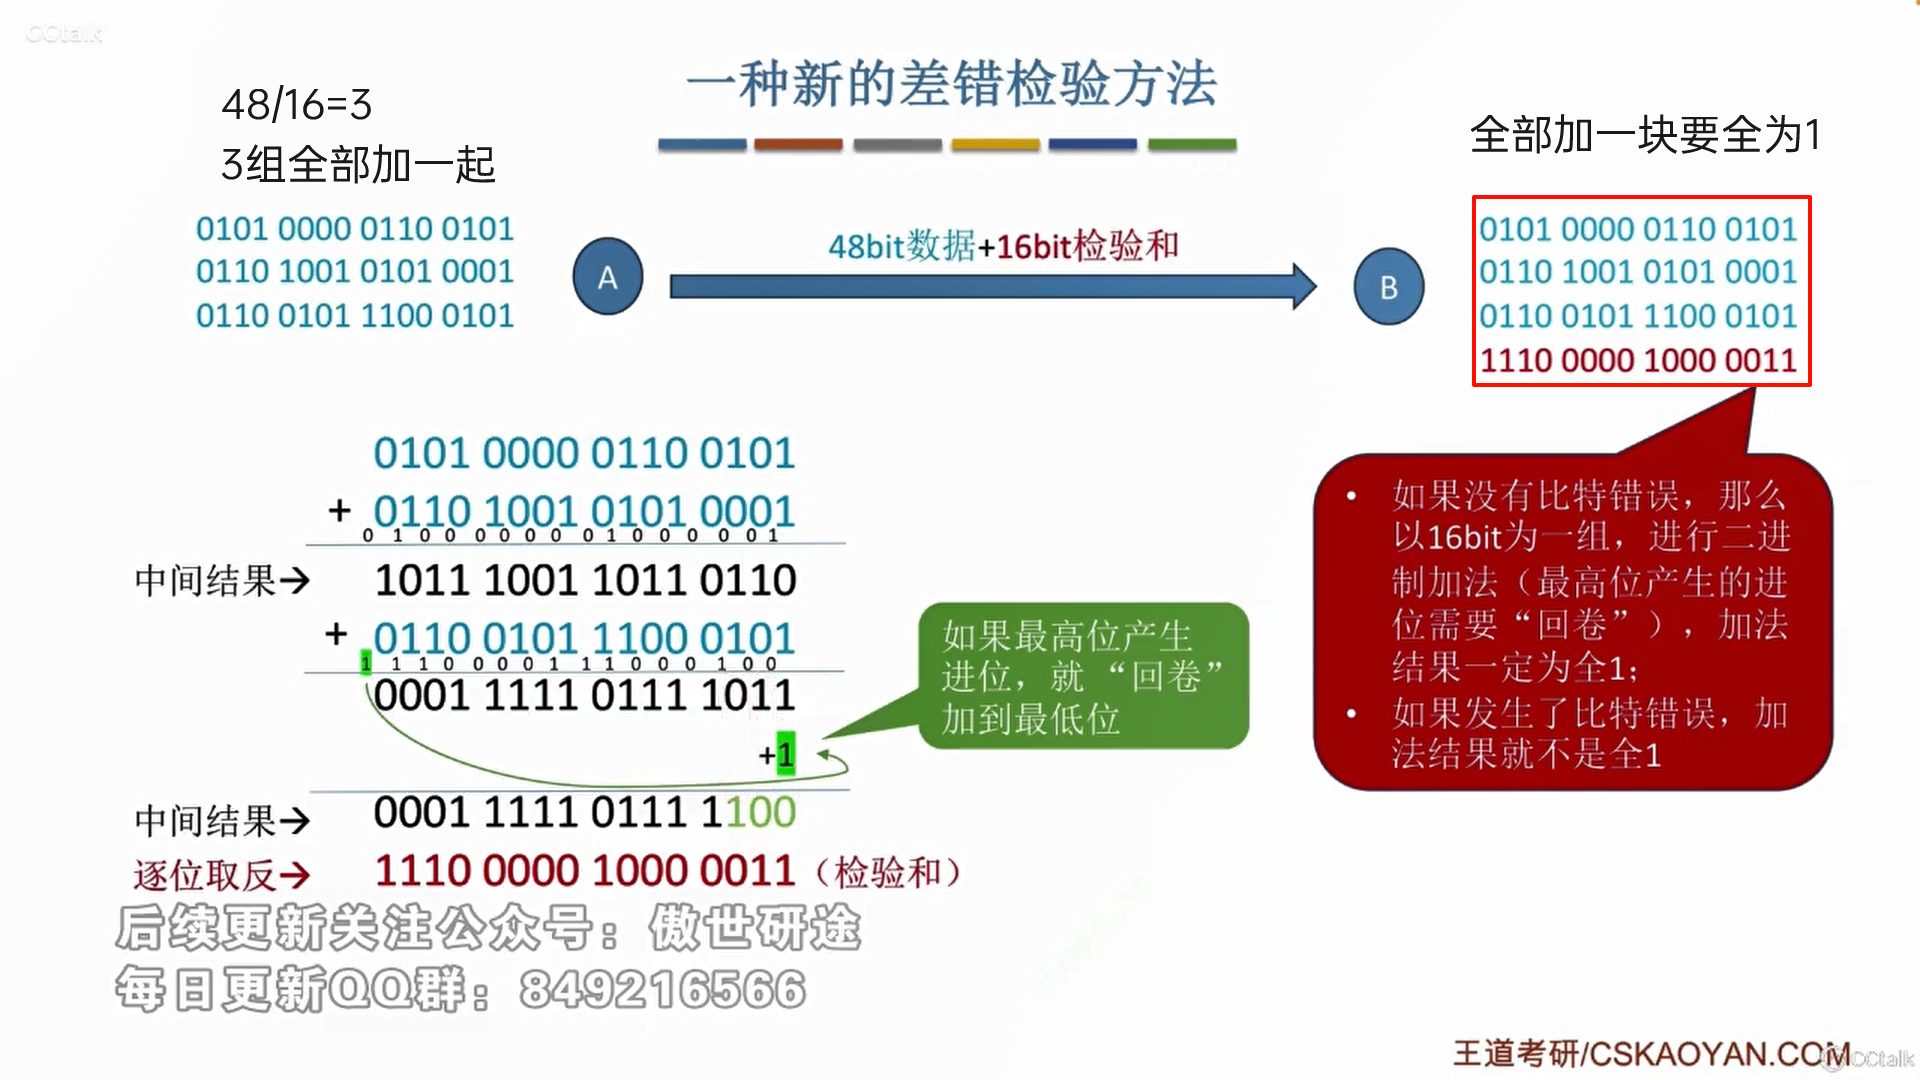 CCtalk
一种新的差错检验方法
48/16=3
3组全部加一起
0101 0000 0110 0101
0110 1001 0101 0001
0110 0101 1100 0101
A
48bit数据+16bit检验和
B
全部加一块要全为1
0101 0000 0110 0101
0110 1001 0101 0001
0110 0101 1100 0101
1110 0000 1000 0011
0101 0000 0110 0101
+ 0110 1001 0101 0001
0 1 0 0 0 0 0 0 0 1 0 0 0 0 0 1
中间结果→ 1011 1001 1011 0110
+ 0110 0101 1100 0101
1 1 1 0 0 0 0 1 1 1 0 0 0 1 0 0
0001 1111 0111 1011
+1
中间结果→ 0001 1111 0111 1100
逐位取反→ 1110 0000 1000 0011（检验和）
如果最高位产生
进位，就“回卷”
加到最低位
• 如果没有比特错误，那么
以16bit为一组，进行二进
制加法（最高位产生的进
位需要“回卷”），加法
结果一定为全1；
• 如果发生了比特错误，加
法结果就不是全1
后续更新关注公众号：傲世研途
每日更新QQ群：849216566
王道考研/CSKAOYAN.COM
CCtalk